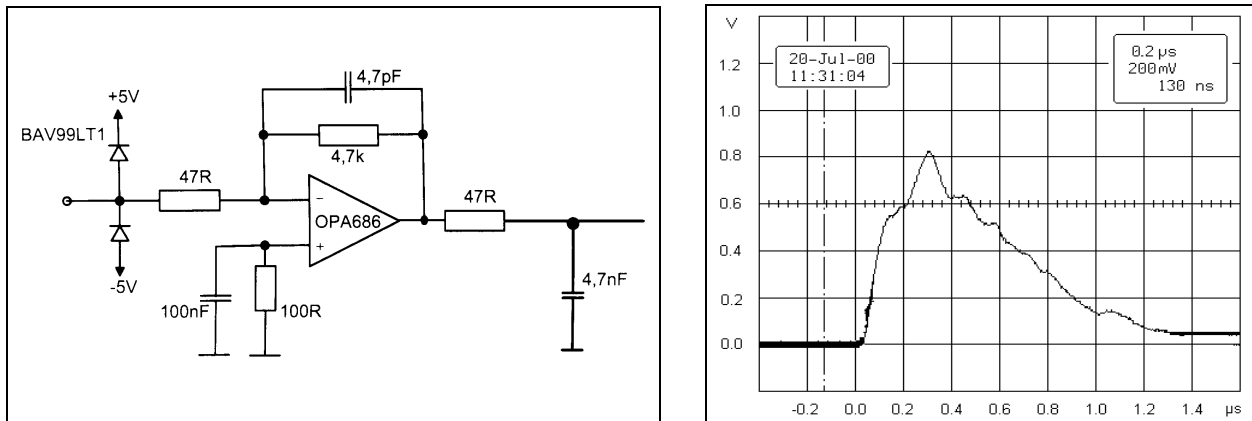 4,7pF
+5V
BAV99LT1
4,7k
47R
−
OPA686
47R
+
-5V
100nF
100R
4,7nF
V
20-Jul-00
11:31:04
0.2 µs
200mV
130 ns
1.2
1.0
0.8
0.6
0.4
0.2
0.0
-0.2 0.0 0.2 0.4 0.6 0.8 1.0 1.2 1.4 µs